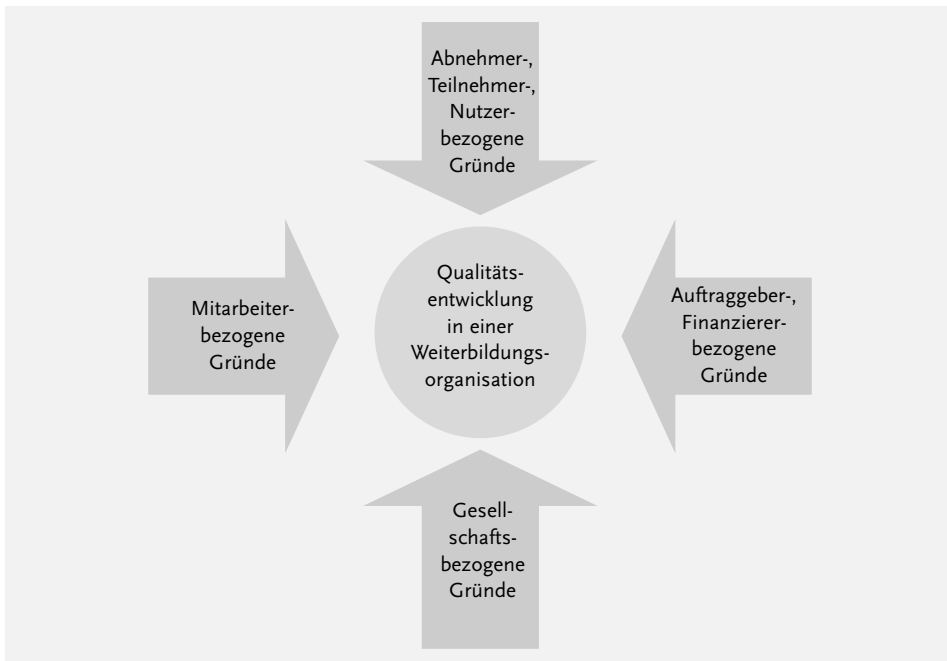 Abnehmer-,
Teilnehmer-,
Nutzer-
bezogene
Gründe
Mitarbeiter-
bezogene
Gründe
Qualitäts-
entwicklung
in einer
Weiterbildungs-
organisation
Auftraggeber-,
Finanzierer-
bezogene
Gründe
Gesell-
schafts-
bezogene
Gründe